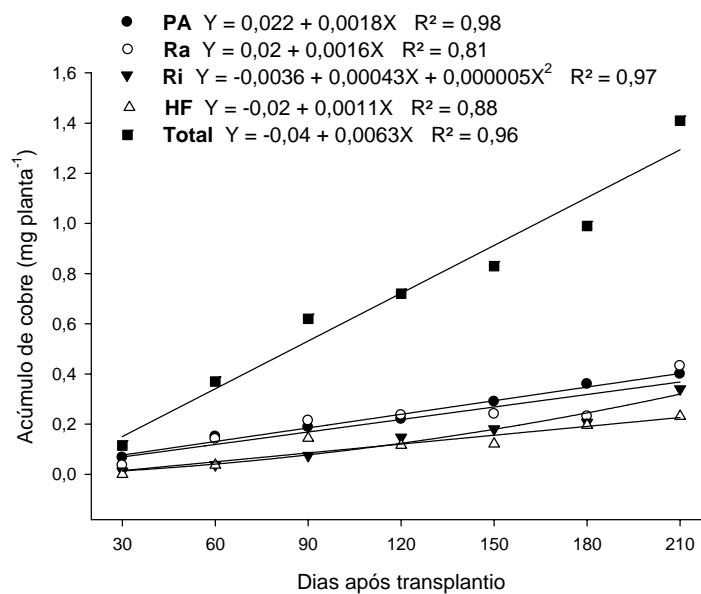 PA Y = 0,022 + 0,0018X R² = 0,98
Ra Y = 0,02 + 0,0016X R² = 0,81
Ri Y = -0,0036 + 0,00043X + 0,000005X² R² = 0,97
HF Y = -0,02 + 0,0011X R² = 0,88
Total Y = -0,04 + 0,0063X R² = 0,96
Acúmulo de cobre (mg planta⁻¹)
1,6
1,4
1,2
1,0
0,8
0,6
0,4
0,2
0,0
30 60 90 120 150 180 210
Dias após transplantio